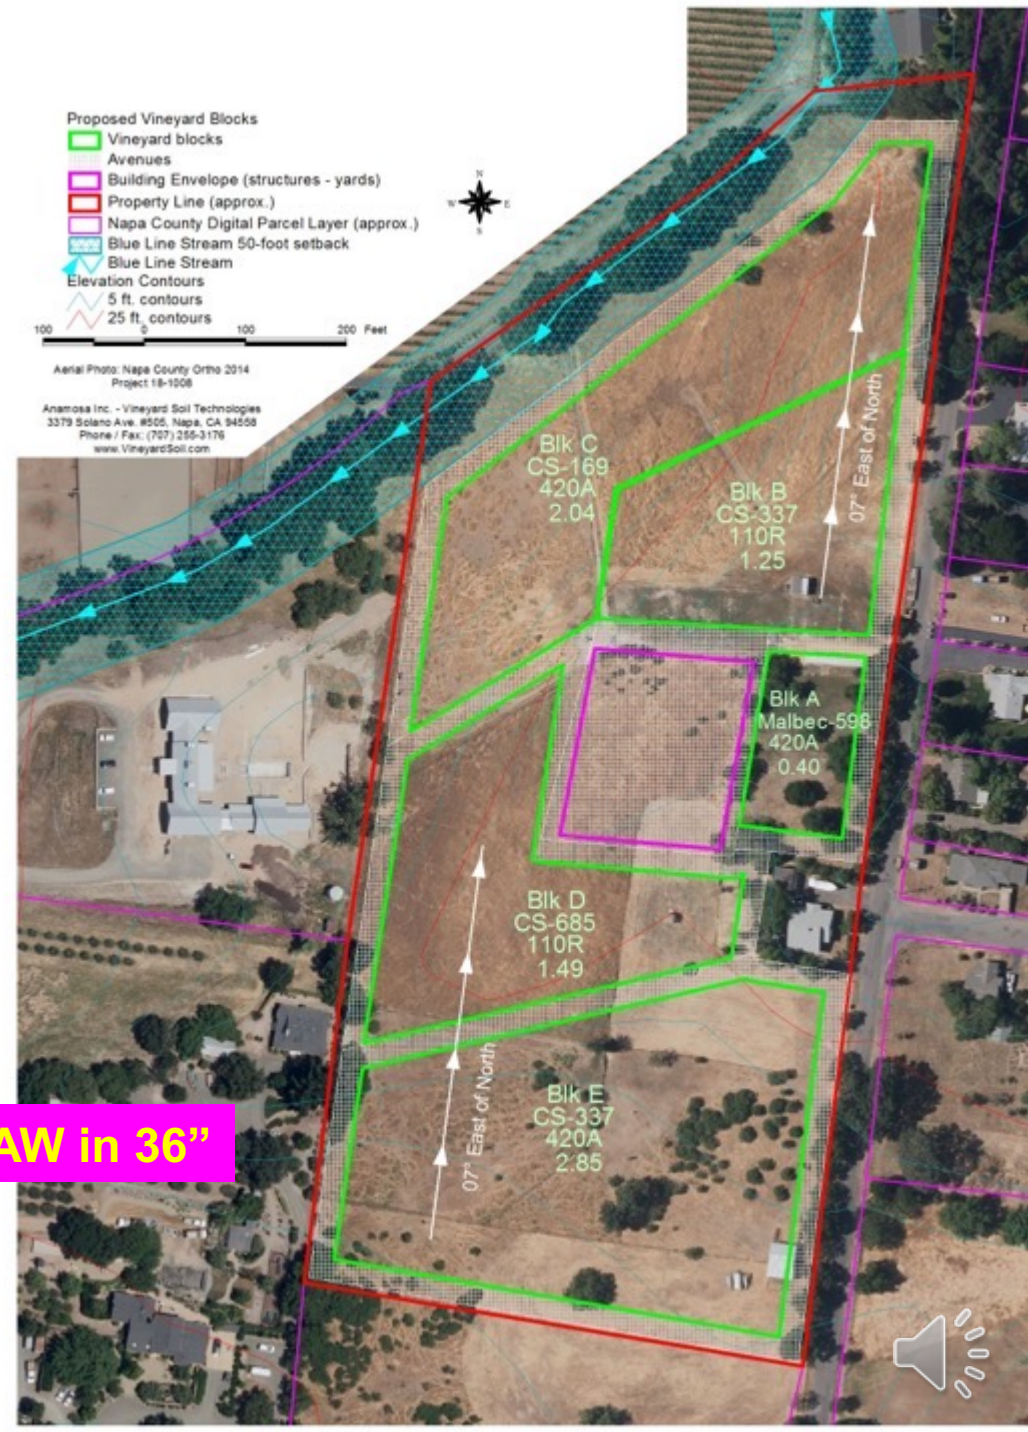 Proposed Vineyard Blocks
Vineyard blocks
Avenues
Building Envelope (structures - yards)
Property Line (approx.)
Napa County Digital Parcel Layer (approx.)
Blue Line Stream 50-foot setback
Blue Line Stream
Elevation Contours
5 ft. contours
25 ft. contours
100 0 100 200 Feet
Aerial Photo: Napa County Ortho 2014
Project 18-1008
Anamosa Inc. - Vineyard Soil Technologies
3379 Solano Ave. #505, Napa, CA 94558
Phone / Fax: (707) 255-3176
www.VineyardSoil.com
N
W E
S
Blk C
CS-169
420A
2.04
Blk B
CS-337
110R
1.25
07° East of North
Blk A
Malbec-598
420A
0.40
Blk D
CS-685
110R
1.49
Blk E
CS-337
420A
2.85
07° East of North
AW in 36”